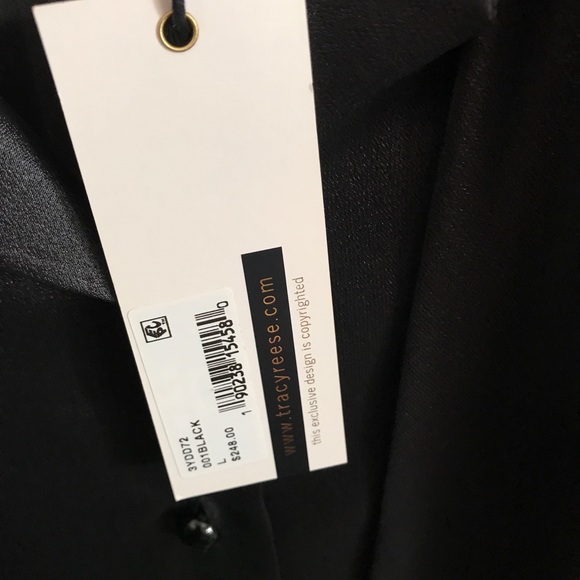 www.tracyreese.com
this exclusive design is copyrighted
1 90238 15458 0
3YDD72
001BLACK
L
$248.00